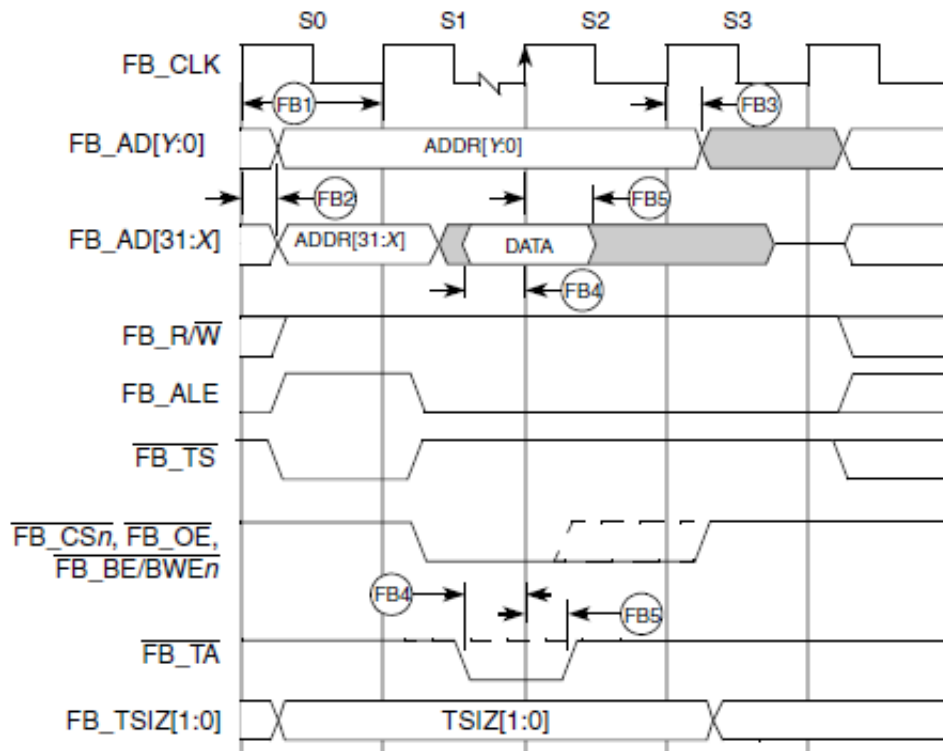 S0 S1 S2 S3
FB_CLK
FB1 FB3
FB_AD[Y:0] ADDR[Y:0]
FB2 FB5
FB_AD[31:X] ADDR[31:X] DATA
FB4
FB_R/W
FB_ALE
FB_TS
FB_CSn, FB_OE,
FB_BE/BWEn
FB4 FB5
FB_TA
FB_TSIZ[1:0] TSIZ[1:0]